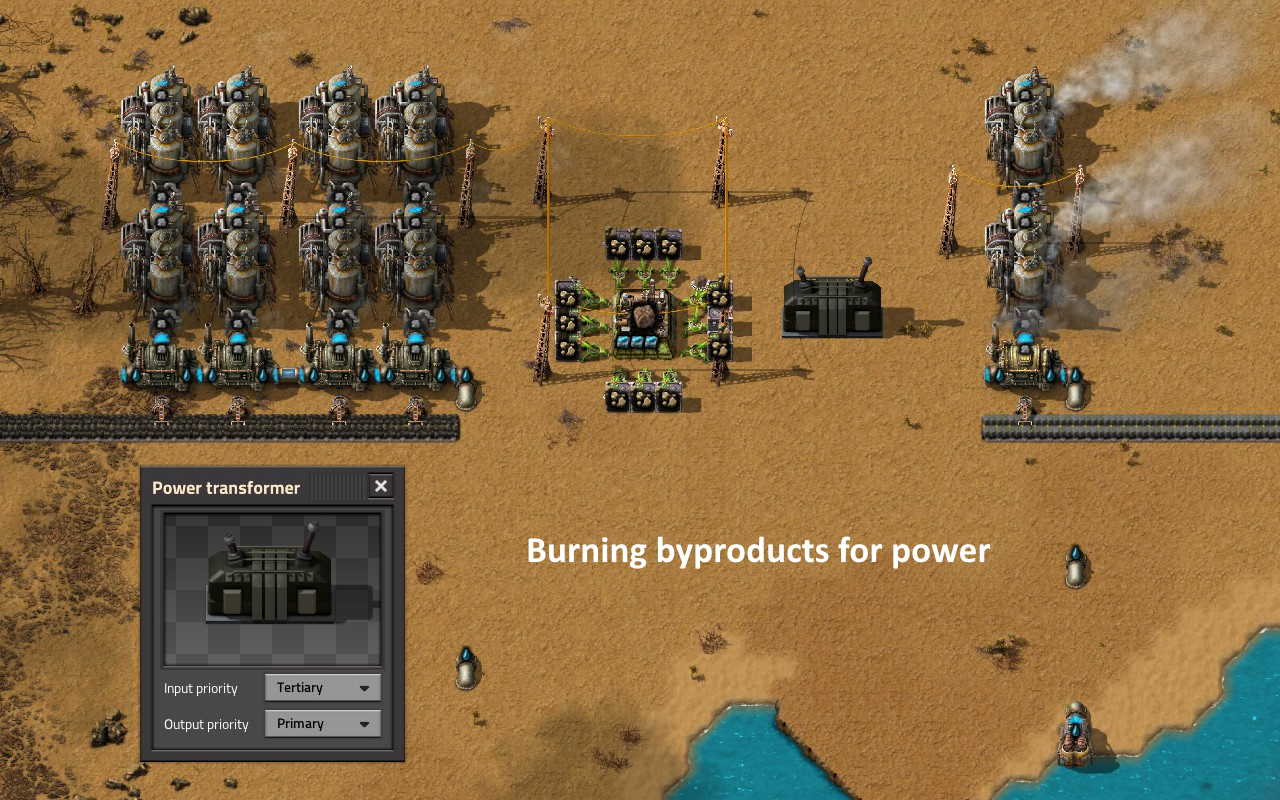 Power transformer
Burning byproducts for power
Input priority
Tertiary
Output priority
Primary